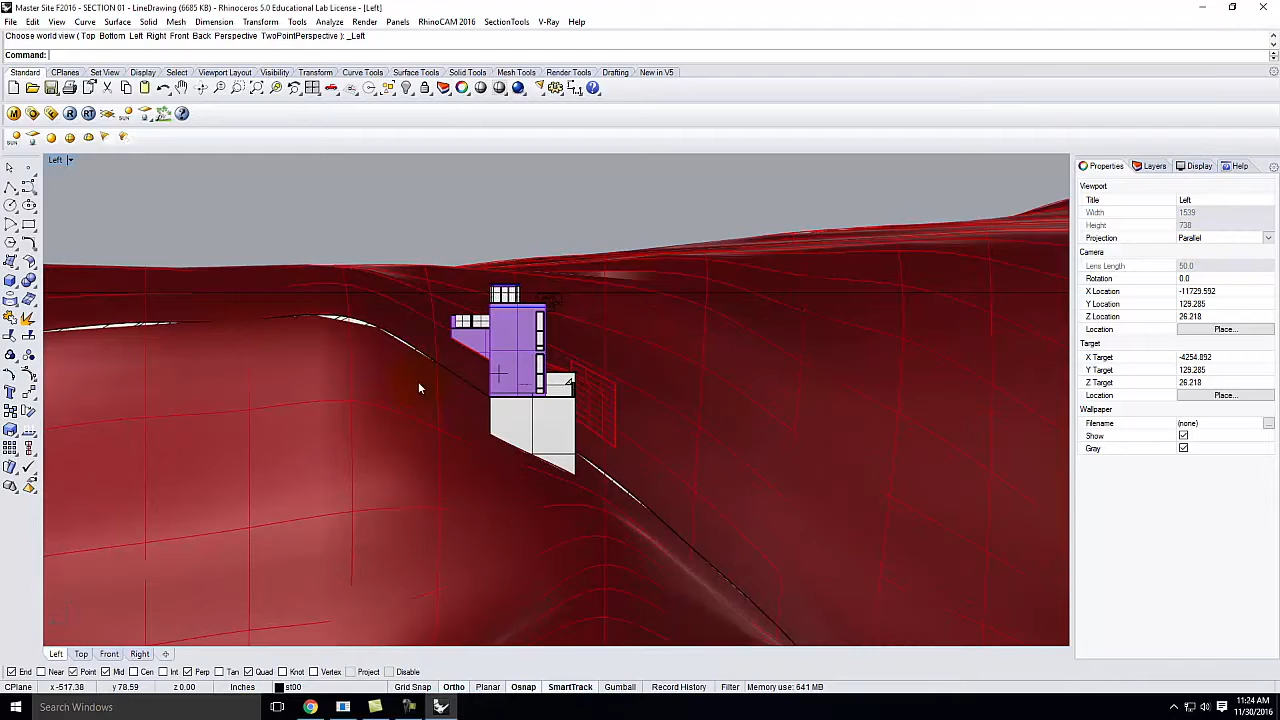 Master Site F2016 - SECTION 01 - LineDrawing (6685 KB) - Rhinoceros 5.0 Educational Lab License - [Left]
File Edit View Curve Surface Solid Mesh Dimension Transform Tools Analyze Render Panels RhinoCAM 2016 SectionTools V-Ray Help
Choose world view ( Top Bottom Left Right Front Back Perspective TwoPointPerspective ): _Left
Command:
Standard CPlanes Set View Display Select Viewport Layout Visibility Transform Curve Tools Surface Tools Solid Tools Mesh Tools Render Tools Drafting New in V5
M R RT SUN
SUN
Left
Properties Layers Display Help
Viewport
Title Left
Width 1539
Height 738
Projection Parallel
Camera
Lens Length 50.0
Rotation 0.0
X Location -11729.592
Y Location 129.285
Z Location 26.218
Location Place...
Target
X Target -4254.892
Y Target 129.285
Z Target 26.218
Location Place...
Wallpaper
Filename (none) ...
Show
Gray
Left Top Front Right
End Near Point Mid Cen Int Perp Tan Quad Knot Vertex Project Disable
CPlane x -517.38 y 78.59 z 0.00 Inches st00 Grid Snap Ortho Planar Osnap SmartTrack Gumball Record History Filter Memory use: 641 MB
Search Windows
11:24 AM
11/30/2016